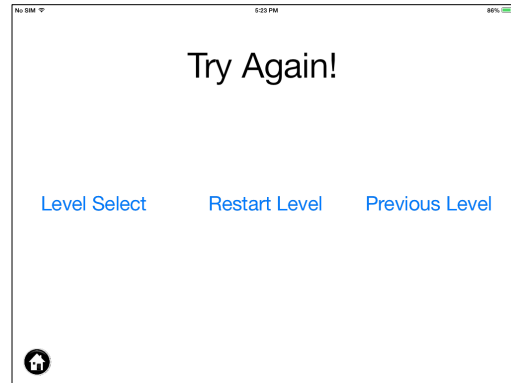 No SIM 5:23 PM 86%
Try Again!
Level Select Restart Level Previous Level